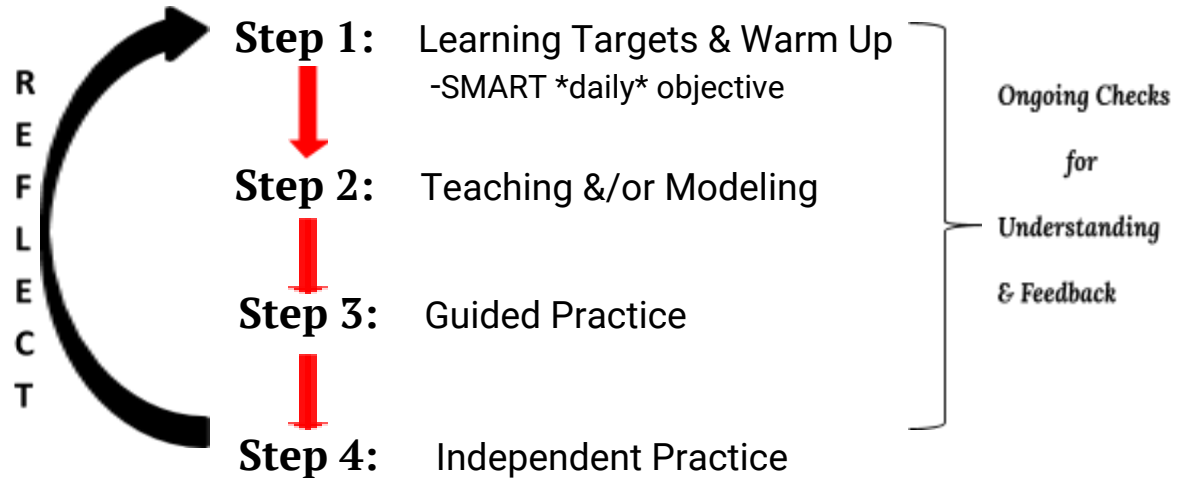 REFLECT
Step 1: Learning Targets & Warm Up
-SMART *daily* objective
Step 2: Teaching &/or Modeling
Step 3: Guided Practice
Step 4: Independent Practice
Ongoing Checks
for
Understanding
& Feedback